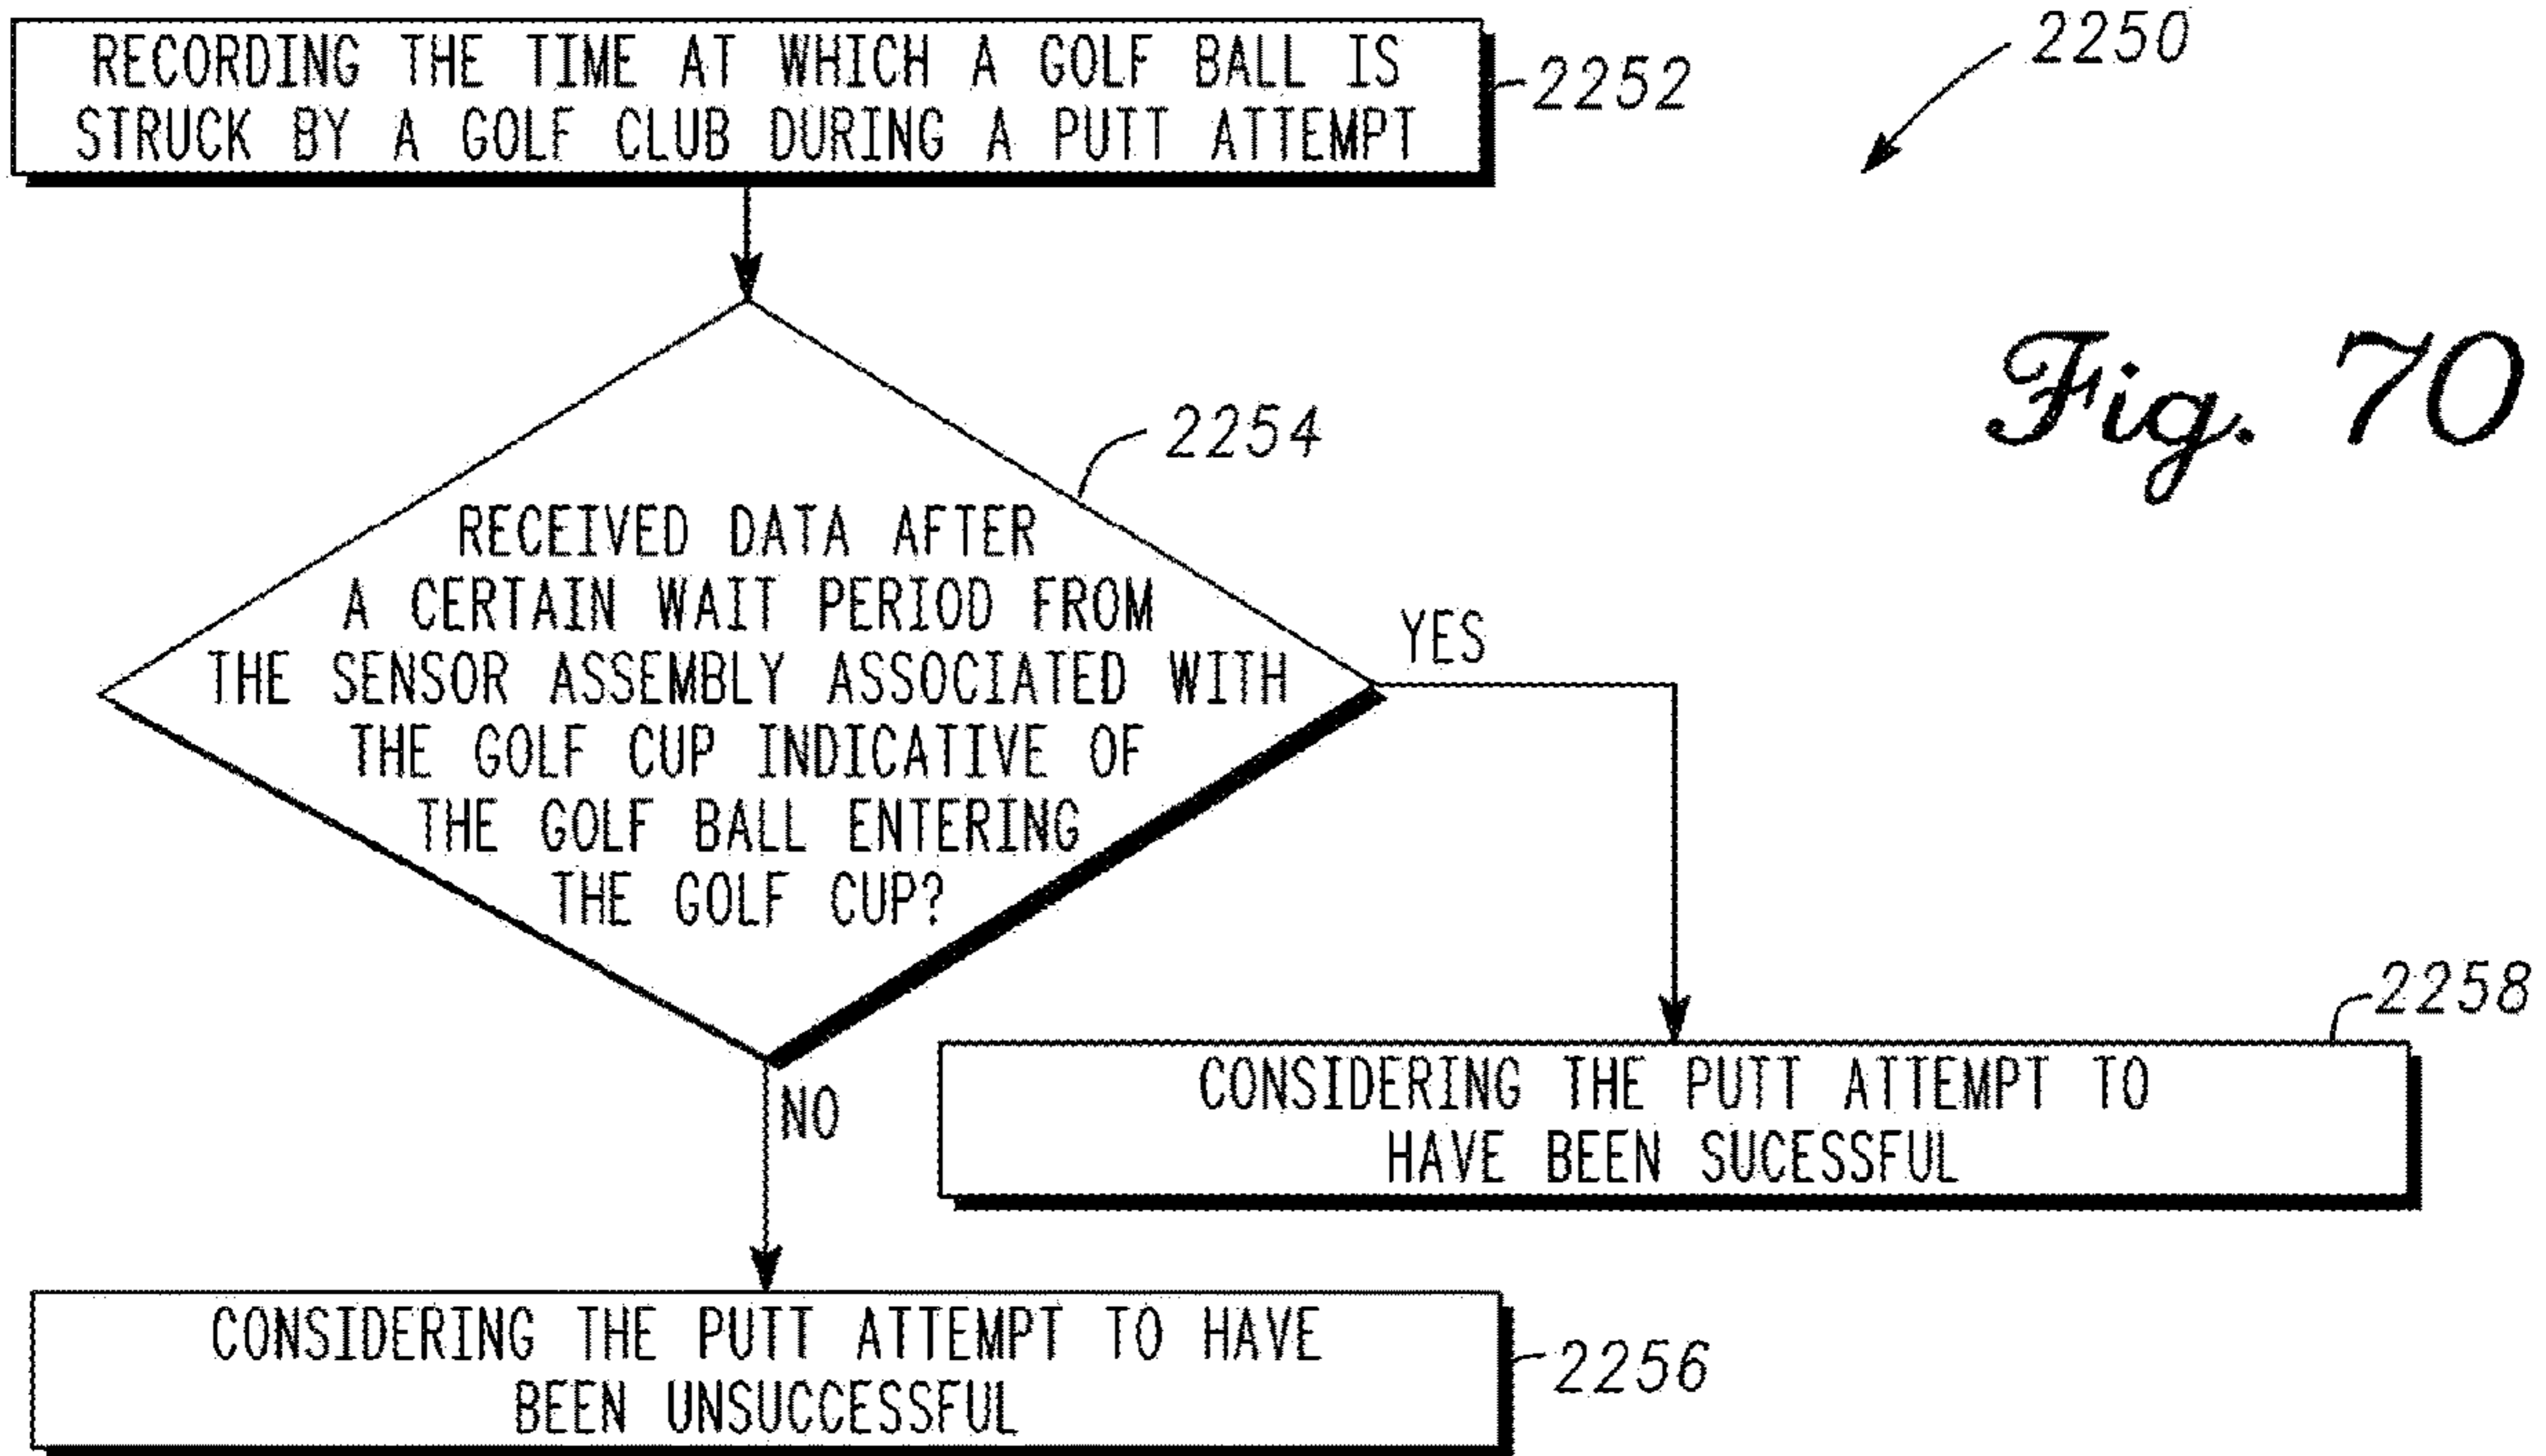 RECORDING THE TIME AT WHICH A GOLF BALL IS
STRUCK BY A GOLF CLUB DURING A PUTT ATTEMPT
2252
2250
Fig. 70
2254
RECEIVED DATA AFTER
A CERTAIN WAIT PERIOD FROM
THE SENSOR ASSEMBLY ASSOCIATED WITH
THE GOLF CUP INDICATIVE OF
THE GOLF BALL ENTERING
THE GOLF CUP?
YES
NO
2258
CONSIDERING THE PUTT ATTEMPT TO
HAVE BEEN SUCESSFUL
CONSIDERING THE PUTT ATTEMPT TO HAVE
BEEN UNSUCCESSFUL
2256